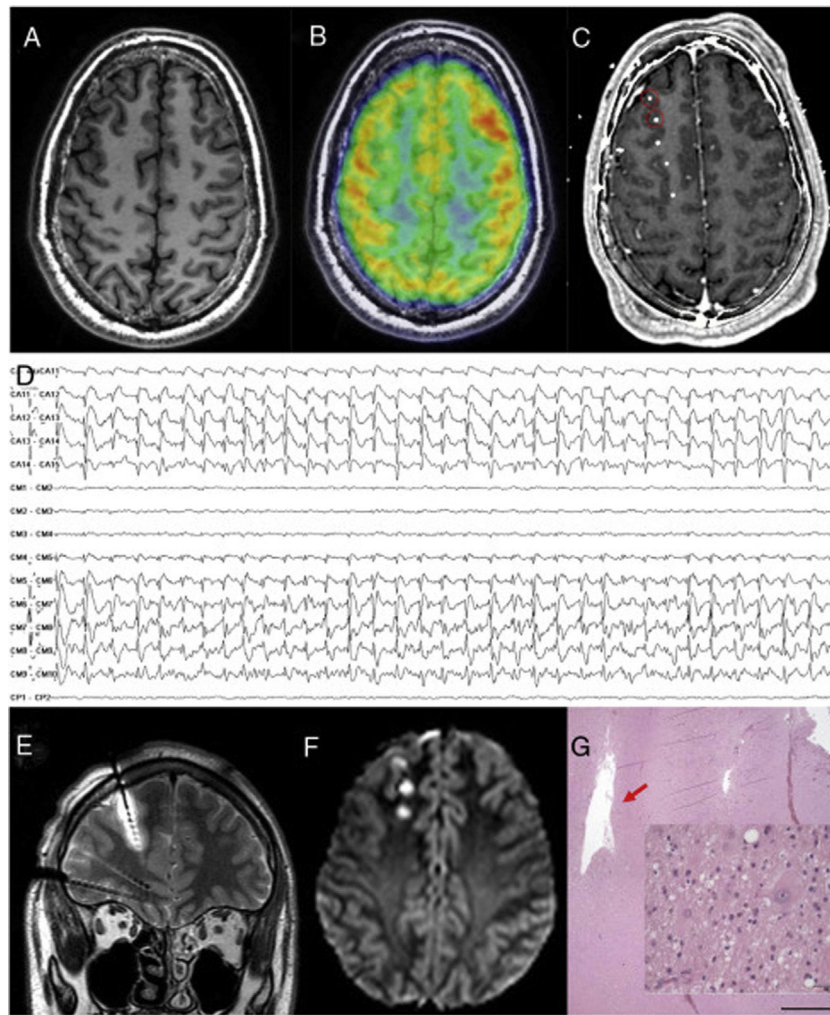 A
B
C
D
CA11
CA11 - CA12
CA12 - CA13
CA13 - CA14
CA14 - CA15
CM1 - CM2
CM2 - CM3
CM3 - CM4
CM4 - CM5
CM5 - CM6
CM6 - CM7
CM7 - CM8
CM8 - CM9
CM9 - CM10
CP1 - CP2
E
F
G